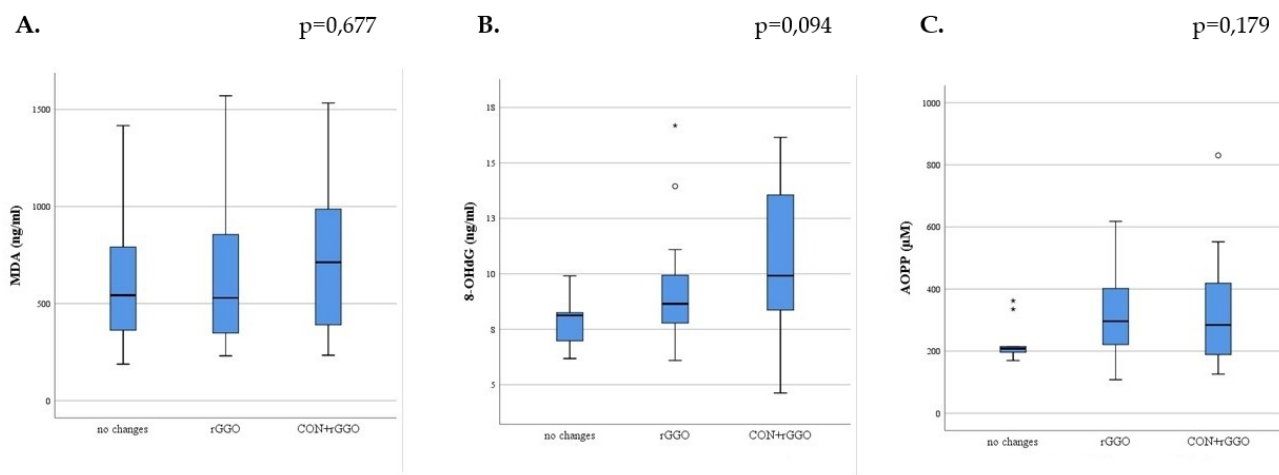 A.
p=0,677
B.
p=0,094
C.
p=0,179
MDA (ng/ml)
1500
1000
500
0
no changes
rGGO
CON+rGGO
8-OHdG (ng/ml)
18
15
13
10
8
5
no changes
rGGO
CON+rGGO
AOPP (µM)
1000
800
600
400
200
0
no changes
rGGO
CON+rGGO